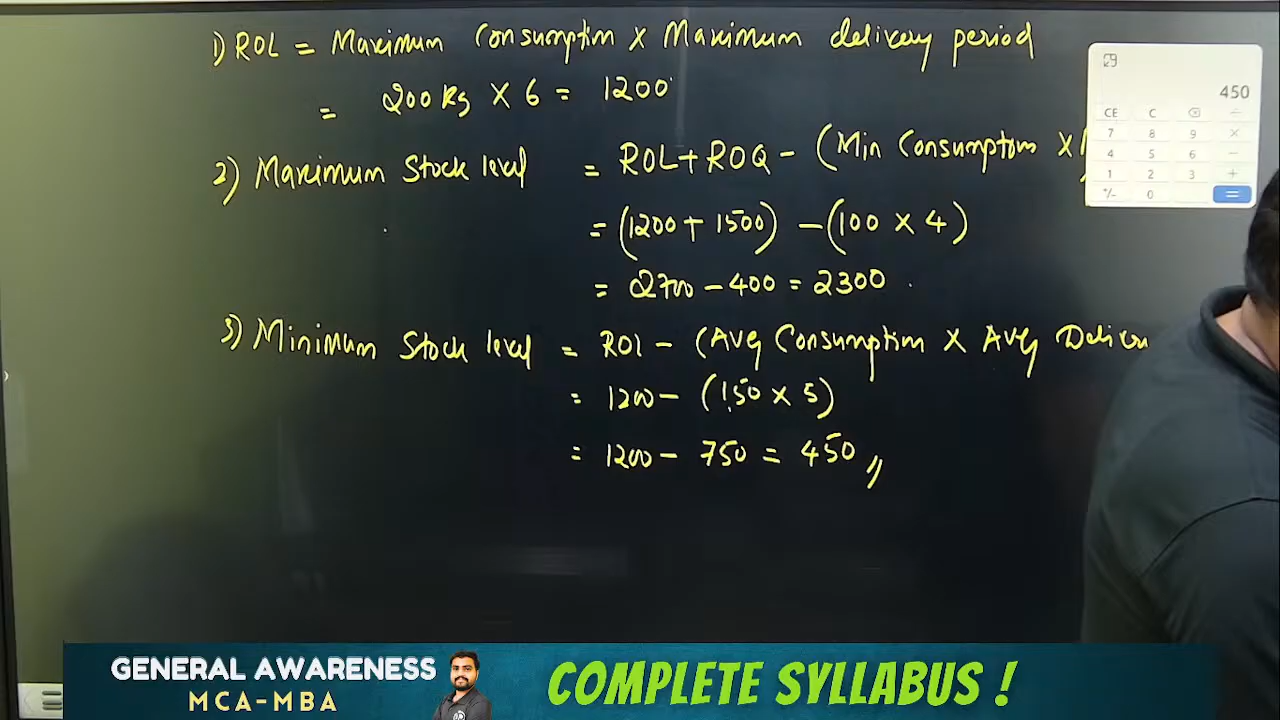 1) ROL = Maximum Consumption x Maximum delivery period
= 200 Kg x 6 = 1200
2) Maximum Stock level = ROL + ROQ - (Min Consumption x
= (1200 + 1500) - (100 x 4)
= 2700 - 400 = 2300
3) Minimum Stock level = ROL - (Avg Consumption x Avg
= 1200 - (150 x 5)
= 1200 - 750 = 450 //
450
CE C ÷
7 8 9 ×
4 5 6 −
1 2 3 +
+/- 0 =
GENERAL AWARENESS
MCA-MBA
COMPLETE SYLLABUS !